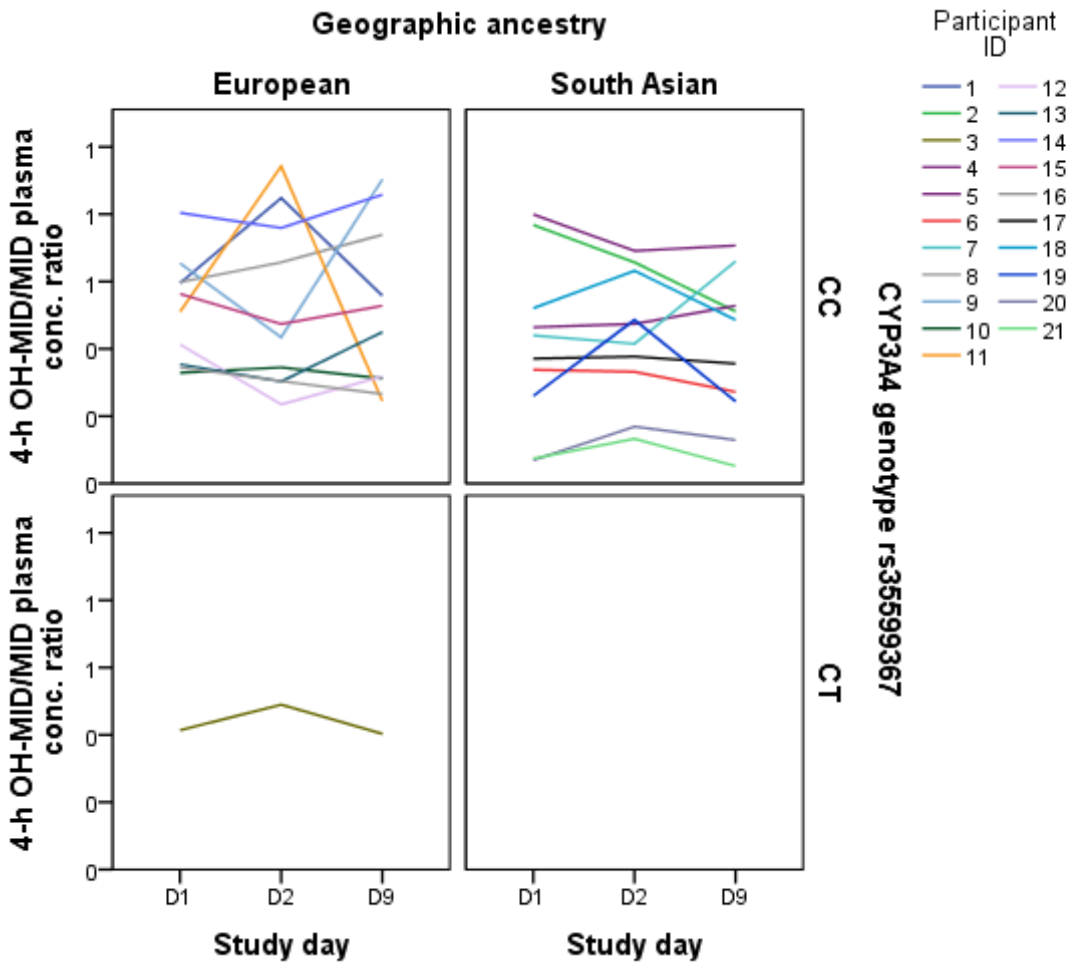 Geographic ancestry
European
South Asian
Participant
ID
1
2
3
4
5
6
7
8
9
10
11
12
13
14
15
16
17
18
19
20
21
4-h OH-MID/MID plasma
conc. ratio
1
1
1
0
0
0
CC
4-h OH-MID/MID plasma
conc. ratio
1
1
1
0
0
0
CT
CYP3A4 genotype rs35599367
D1
D2
D9
D1
D2
D9
Study day
Study day